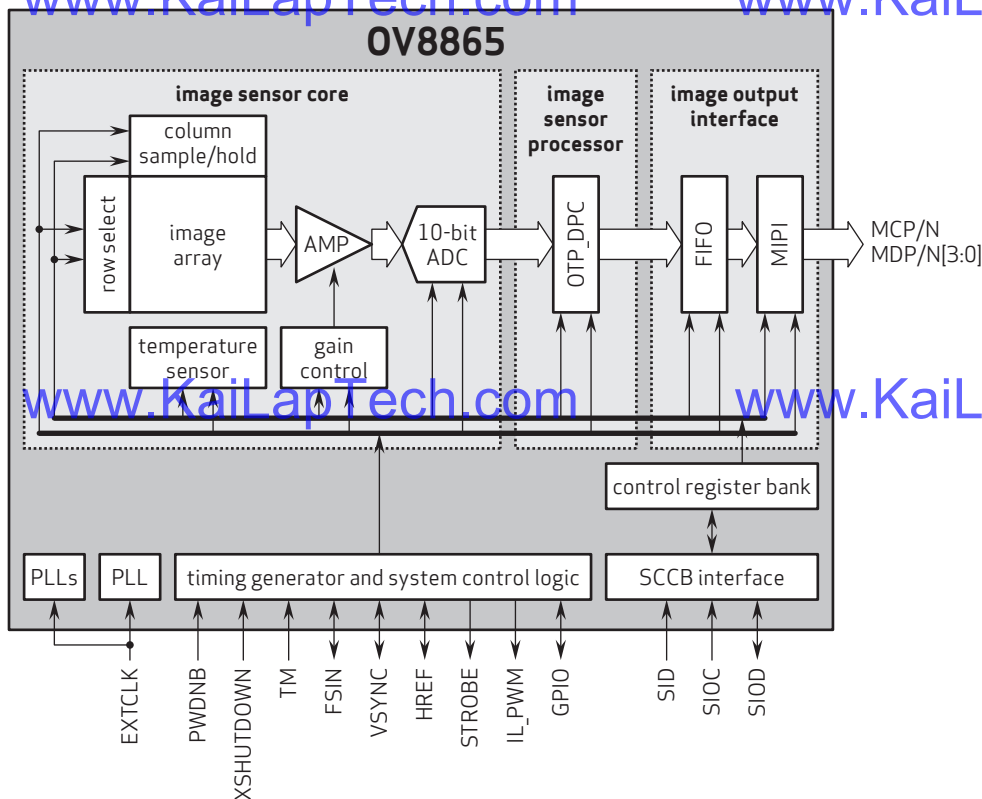 www.KaiLapTech.com
www.KaiL
OV8865
image sensor core
image
sensor
processor
image output
interface
column
sample/hold
row select
image
array
AMP
10-bit
ADC
OTP_DPC
FIFO
MIPI
MCP/N
MDP/N[3:0]
temperature
sensor
gain
control
www.KaiLapTech.com
www.KaiL
control register bank
PLLs
PLL
timing generator and system control logic
SCCB interface
EXTCLK
PWDNB
XSHUTDOWN
TM
FSIN
VSYNC
HREF
STROBE
IL_PWM
GPIO
SID
SIOC
SIOD